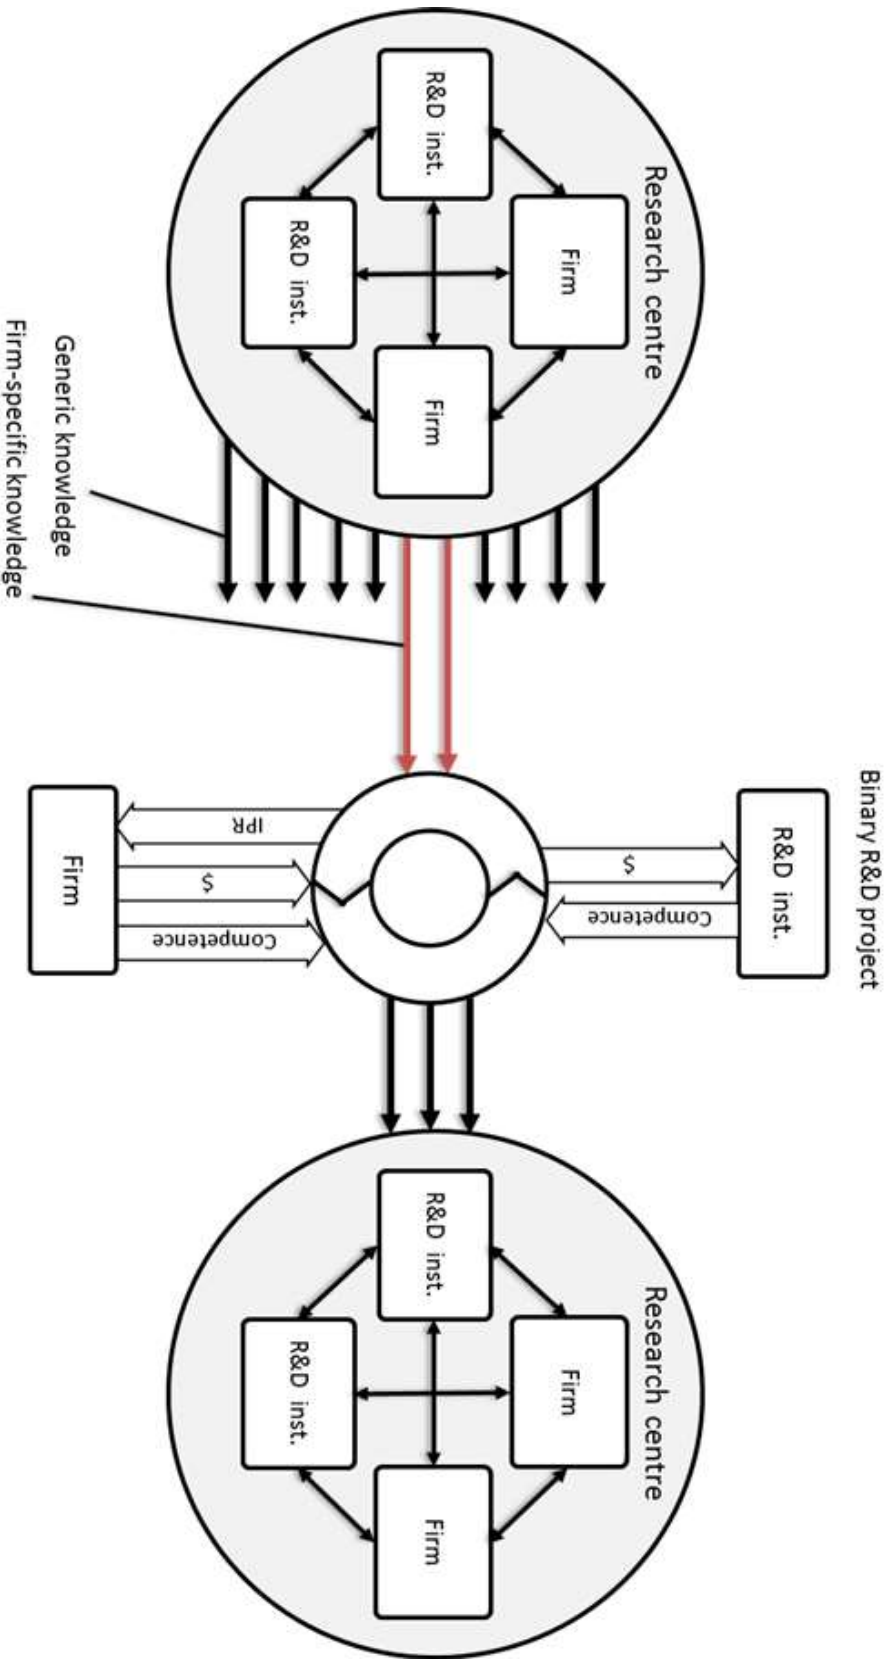 Binary R&D project
R&D inst.
Research centre
Research centre
$
Competence
Firm
Firm
R&D inst.
Firm
R&D inst.
Firm
R&D inst.
R&D inst.
IPR
$
Competence
Firm
Generic knowledge
Firm-specific knowledge